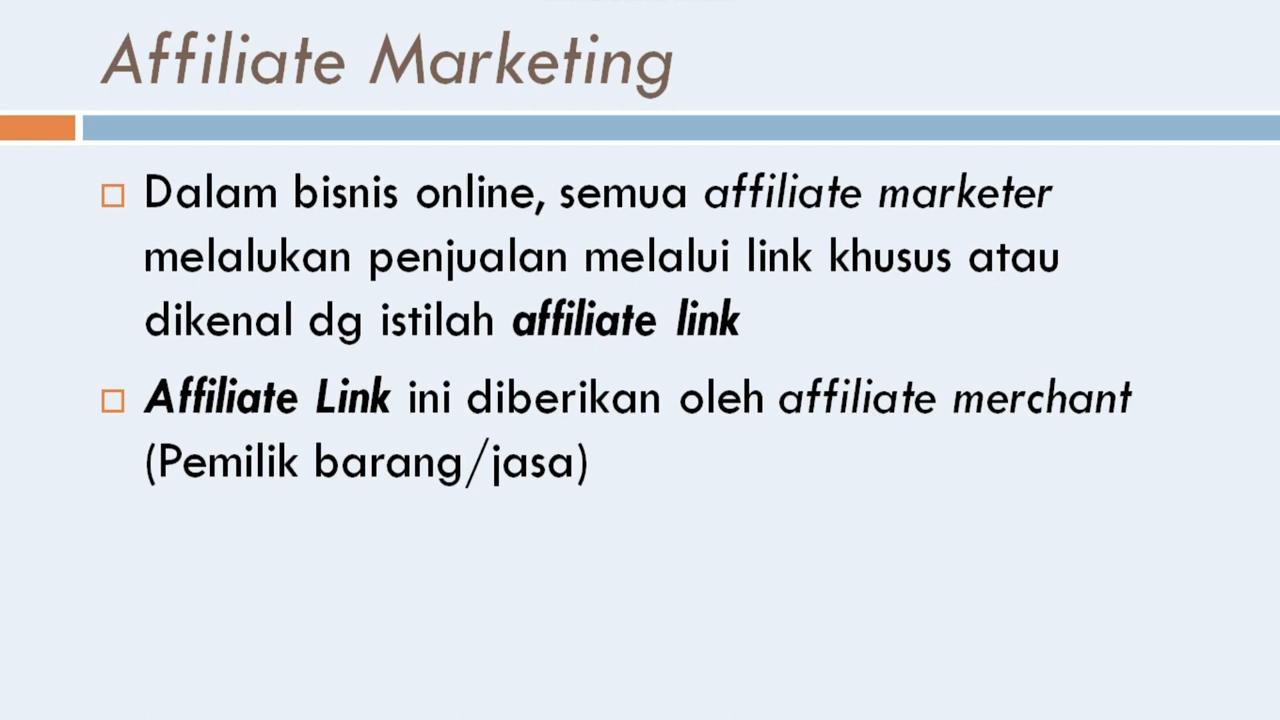 Affiliate Marketing
Dalam bisnis online, semua affiliate marketer
melalukan penjualan melalui link khusus atau
dikenal dg istilah affiliate link
Affiliate Link ini diberikan oleh affiliate merchant
(Pemilik barang/jasa)